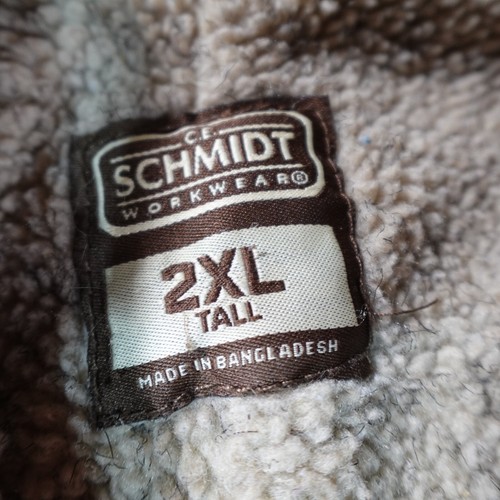 C.E.
SCHMIDT
WORKWEAR®
2XL
TALL
MADE IN BANGLADESH